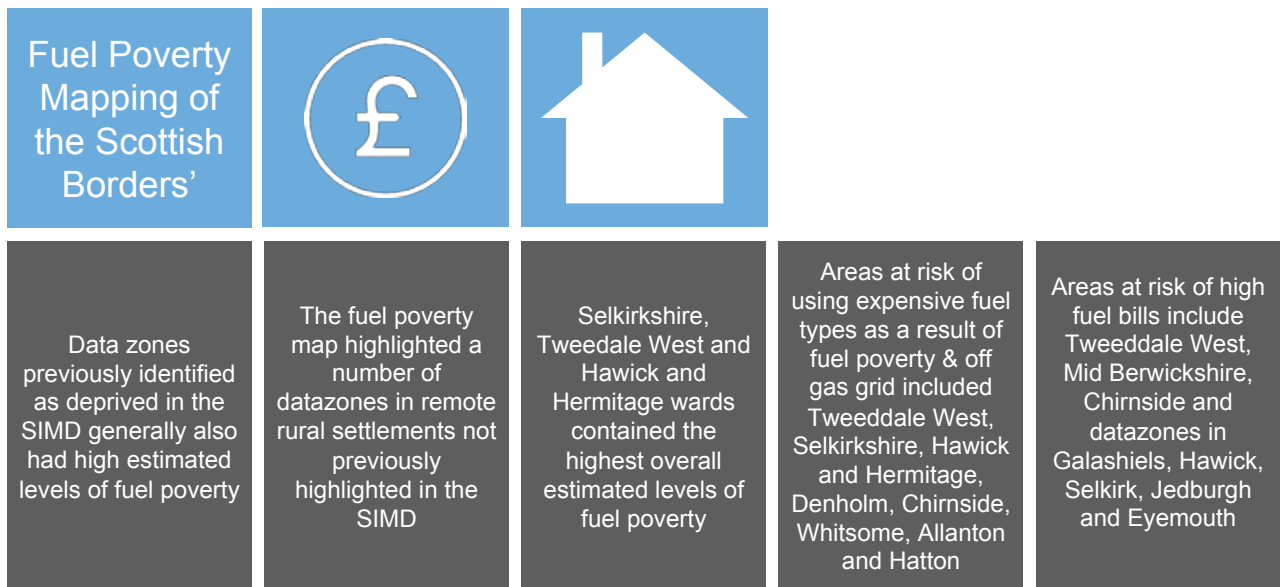 Fuel Poverty
Mapping of
the Scottish
Borders’
£
Data zones
previously identified
as deprived in the
SIMD generally also
had high estimated
levels of fuel poverty
The fuel poverty
map highlighted a
number of
datazones in remote
rural settlements not
previously
highlighted in the
SIMD
Selkirkshire,
Tweedale West and
Hawick and
Hermitage wards
contained the
highest overall
estimated levels of
fuel poverty
Areas at risk of
using expensive fuel
types as a result of
fuel poverty & off
gas grid included
Tweeddale West,
Selkirkshire, Hawick
and Hermitage,
Denholm, Chirnside,
Whitsome, Allanton
and Hatton
Areas at risk of high
fuel bills include
Tweeddale West,
Mid Berwickshire,
Chirnside and
datazones in
Galashiels, Hawick,
Selkirk, Jedburgh
and Eyemouth